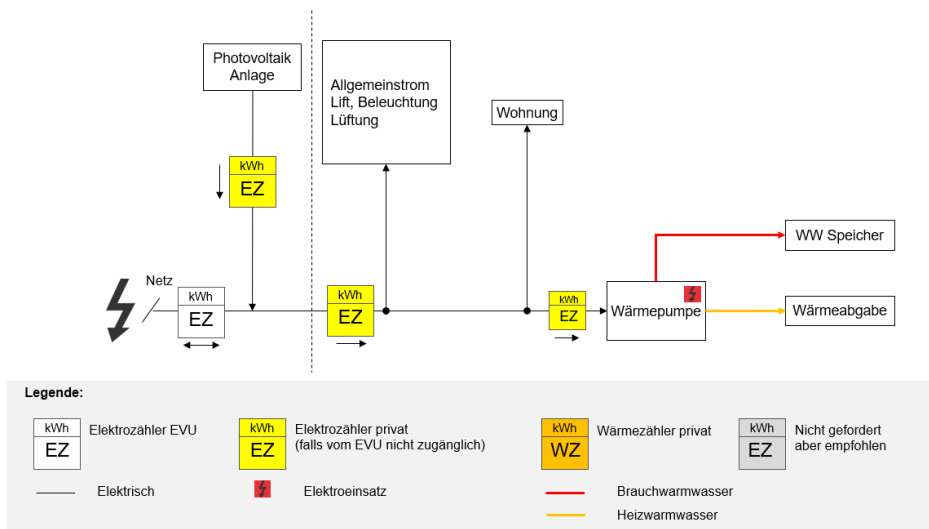 Photovoltaik
Anlage
Allgemeinstrom
Lift, Beleuchtung
Lüftung
Wohnung
kWh
EZ
WW Speicher
Netz
kWh
EZ
kWh
EZ
kWh
EZ
Wärmepumpe
Wärmeabgabe
Legende:
kWh
EZ
Elektrozähler EVU
kWh
EZ
Elektrozähler privat
(falls vom EVU nicht zugänglich)
kWh
WZ
Wärmezähler privat
kWh
EZ
Nicht gefordert
aber empfohlen
Elektrisch
Elektroeinsatz
Brauchwarmwasser
Heizwarmwasser